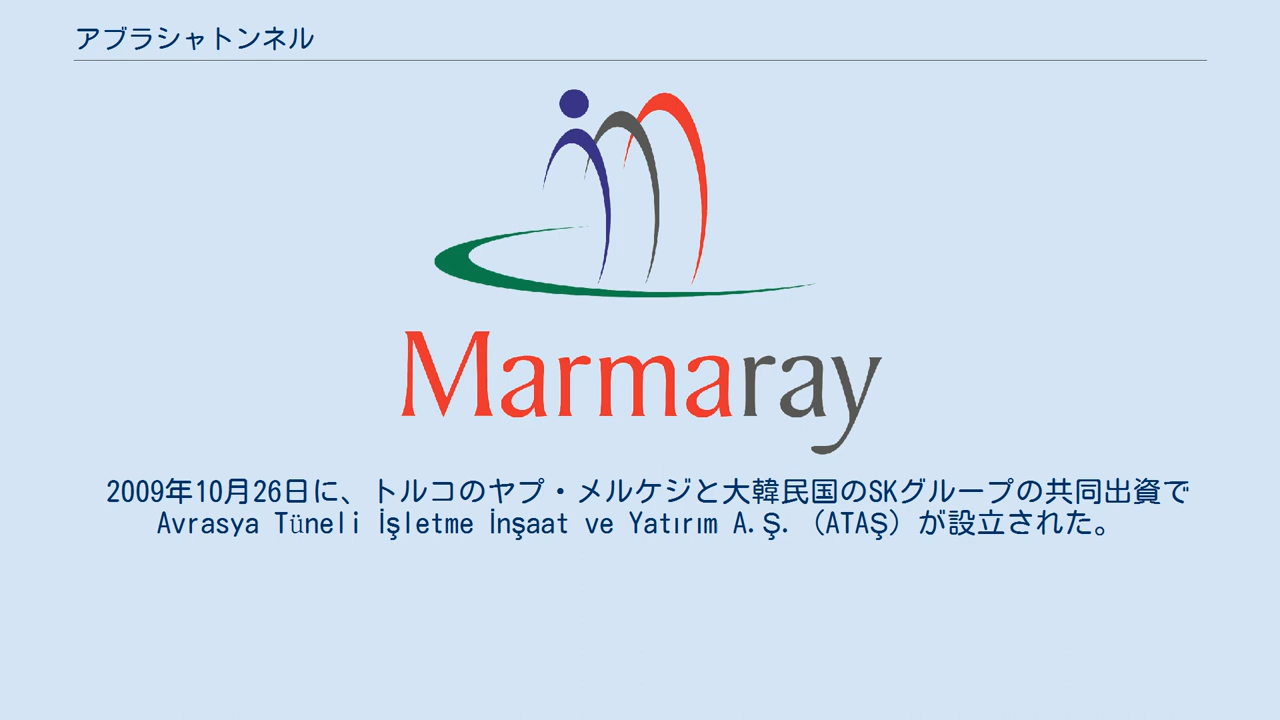 アブラシャトンネル
Marmaray
2009年10月26日に、トルコのヤプ・メルケジと大韓民国のSKグループの共同出資で
Avrasya Tüneli İşletme İnşaat ve Yatırım A.Ş.（ATAŞ）が設立された。